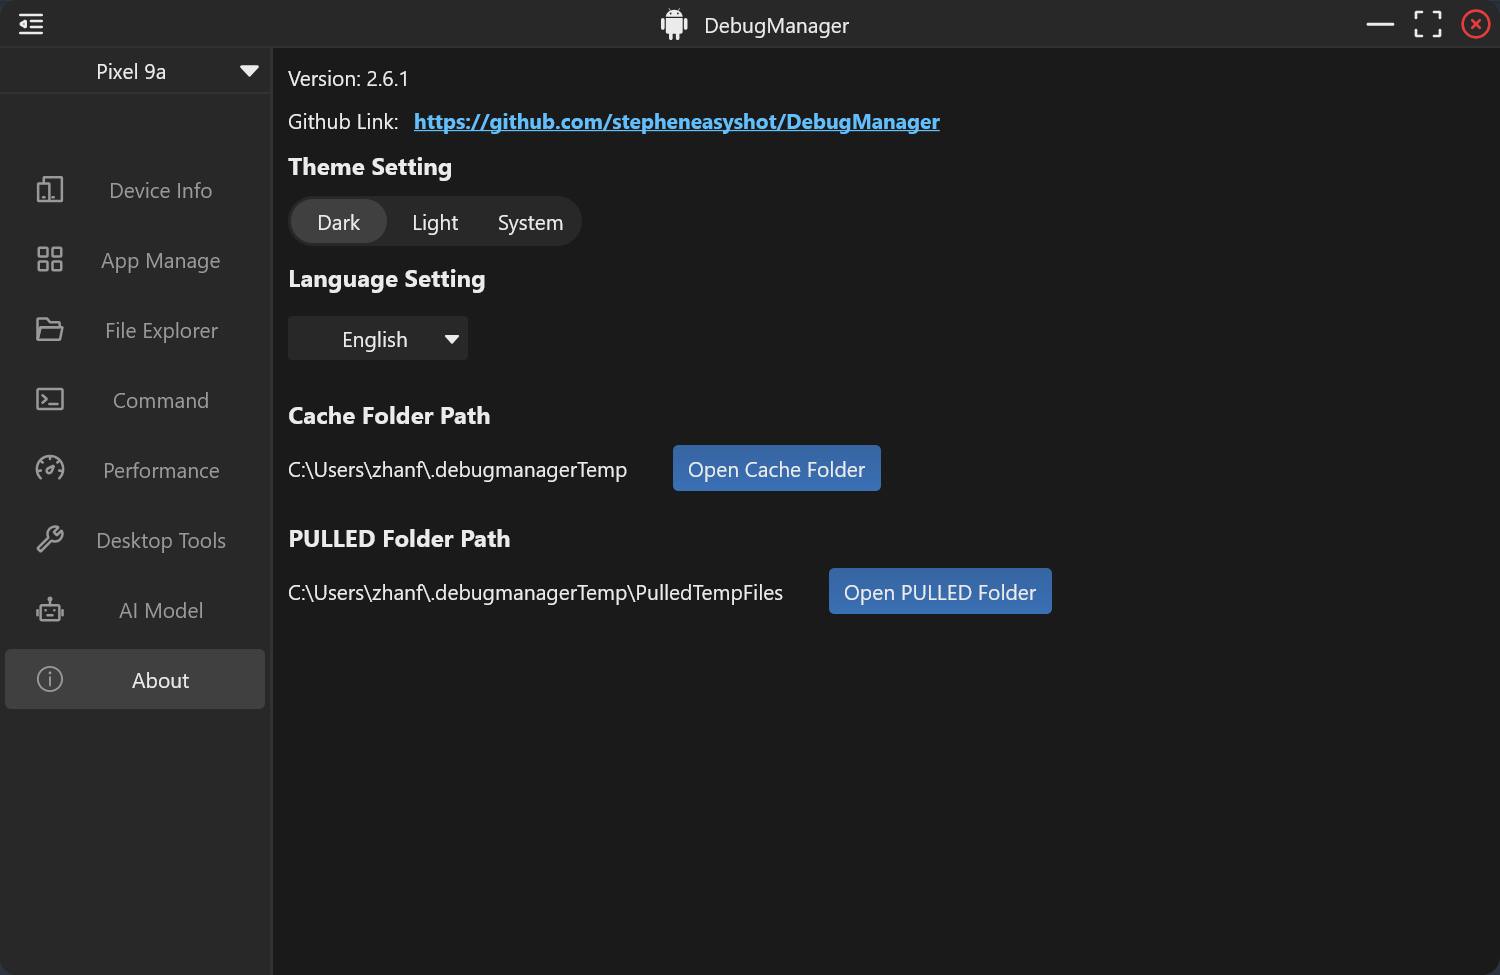 DebugManager
Pixel 9a
Device Info
App Manage
File Explorer
Command
Performance
Desktop Tools
AI Model
About
Version: 2.6.1
Github Link: https://github.com/stepheneasyshot/DebugManager
Theme Setting
Dark Light System
Language Setting
English
Cache Folder Path
C:\Users\zhanf\.debugmanagerTemp Open Cache Folder
PULLED Folder Path
C:\Users\zhanf\.debugmanagerTemp\PulledTempFiles Open PULLED Folder